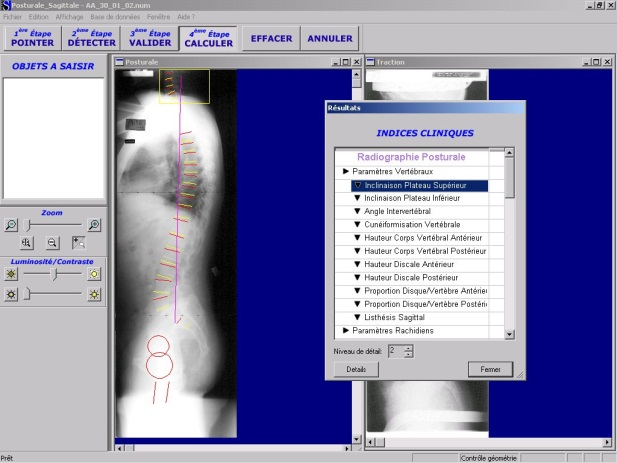 Posturale_Sagittale - AA_30_01_02.num
Fichier Edition Affichage Base de données Fenêtre Aide ?
1ère Étape POINTER
2ème Étape DÉTECTER
3ème Étape VALIDER
4ème Étape CALCULER
EFFACER
ANNULER
OBJETS A SAISIR
Posturale
Traction
Résultats
INDICES CLINIQUES
Radiographie Posturale
Paramètres Vertébraux
Inclinaison Plateau Supérieur
Inclinaison Plateau Inférieur
Angle Intervertébral
Cunéiformisation Vertébrale
Hauteur Corps Vertébral Antérieur
Hauteur Corps Vertébral Postérieur
Hauteur Discale Antérieur
Hauteur Discale Postérieur
Proportion Disque/Vertèbre Antérieu
Proportion Disque/Vertèbre Postérieu
Listhésis Sagittal
Paramètres Rachidiens
Niveau de détail: 2
Details
Fermer
Zoom
Luminosité/Contraste
Prêt
Contrôle géométrie